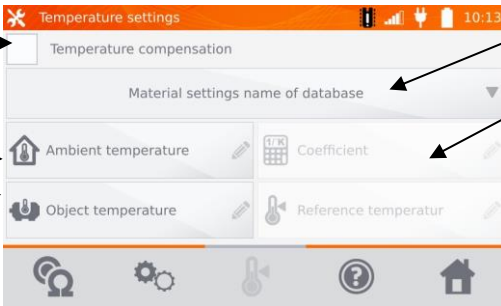 Temperature settings 10:13
Temperature compensation
Material settings name of database
Ambient temperature 1/K Coefficient
Object temperature Reference temperatur